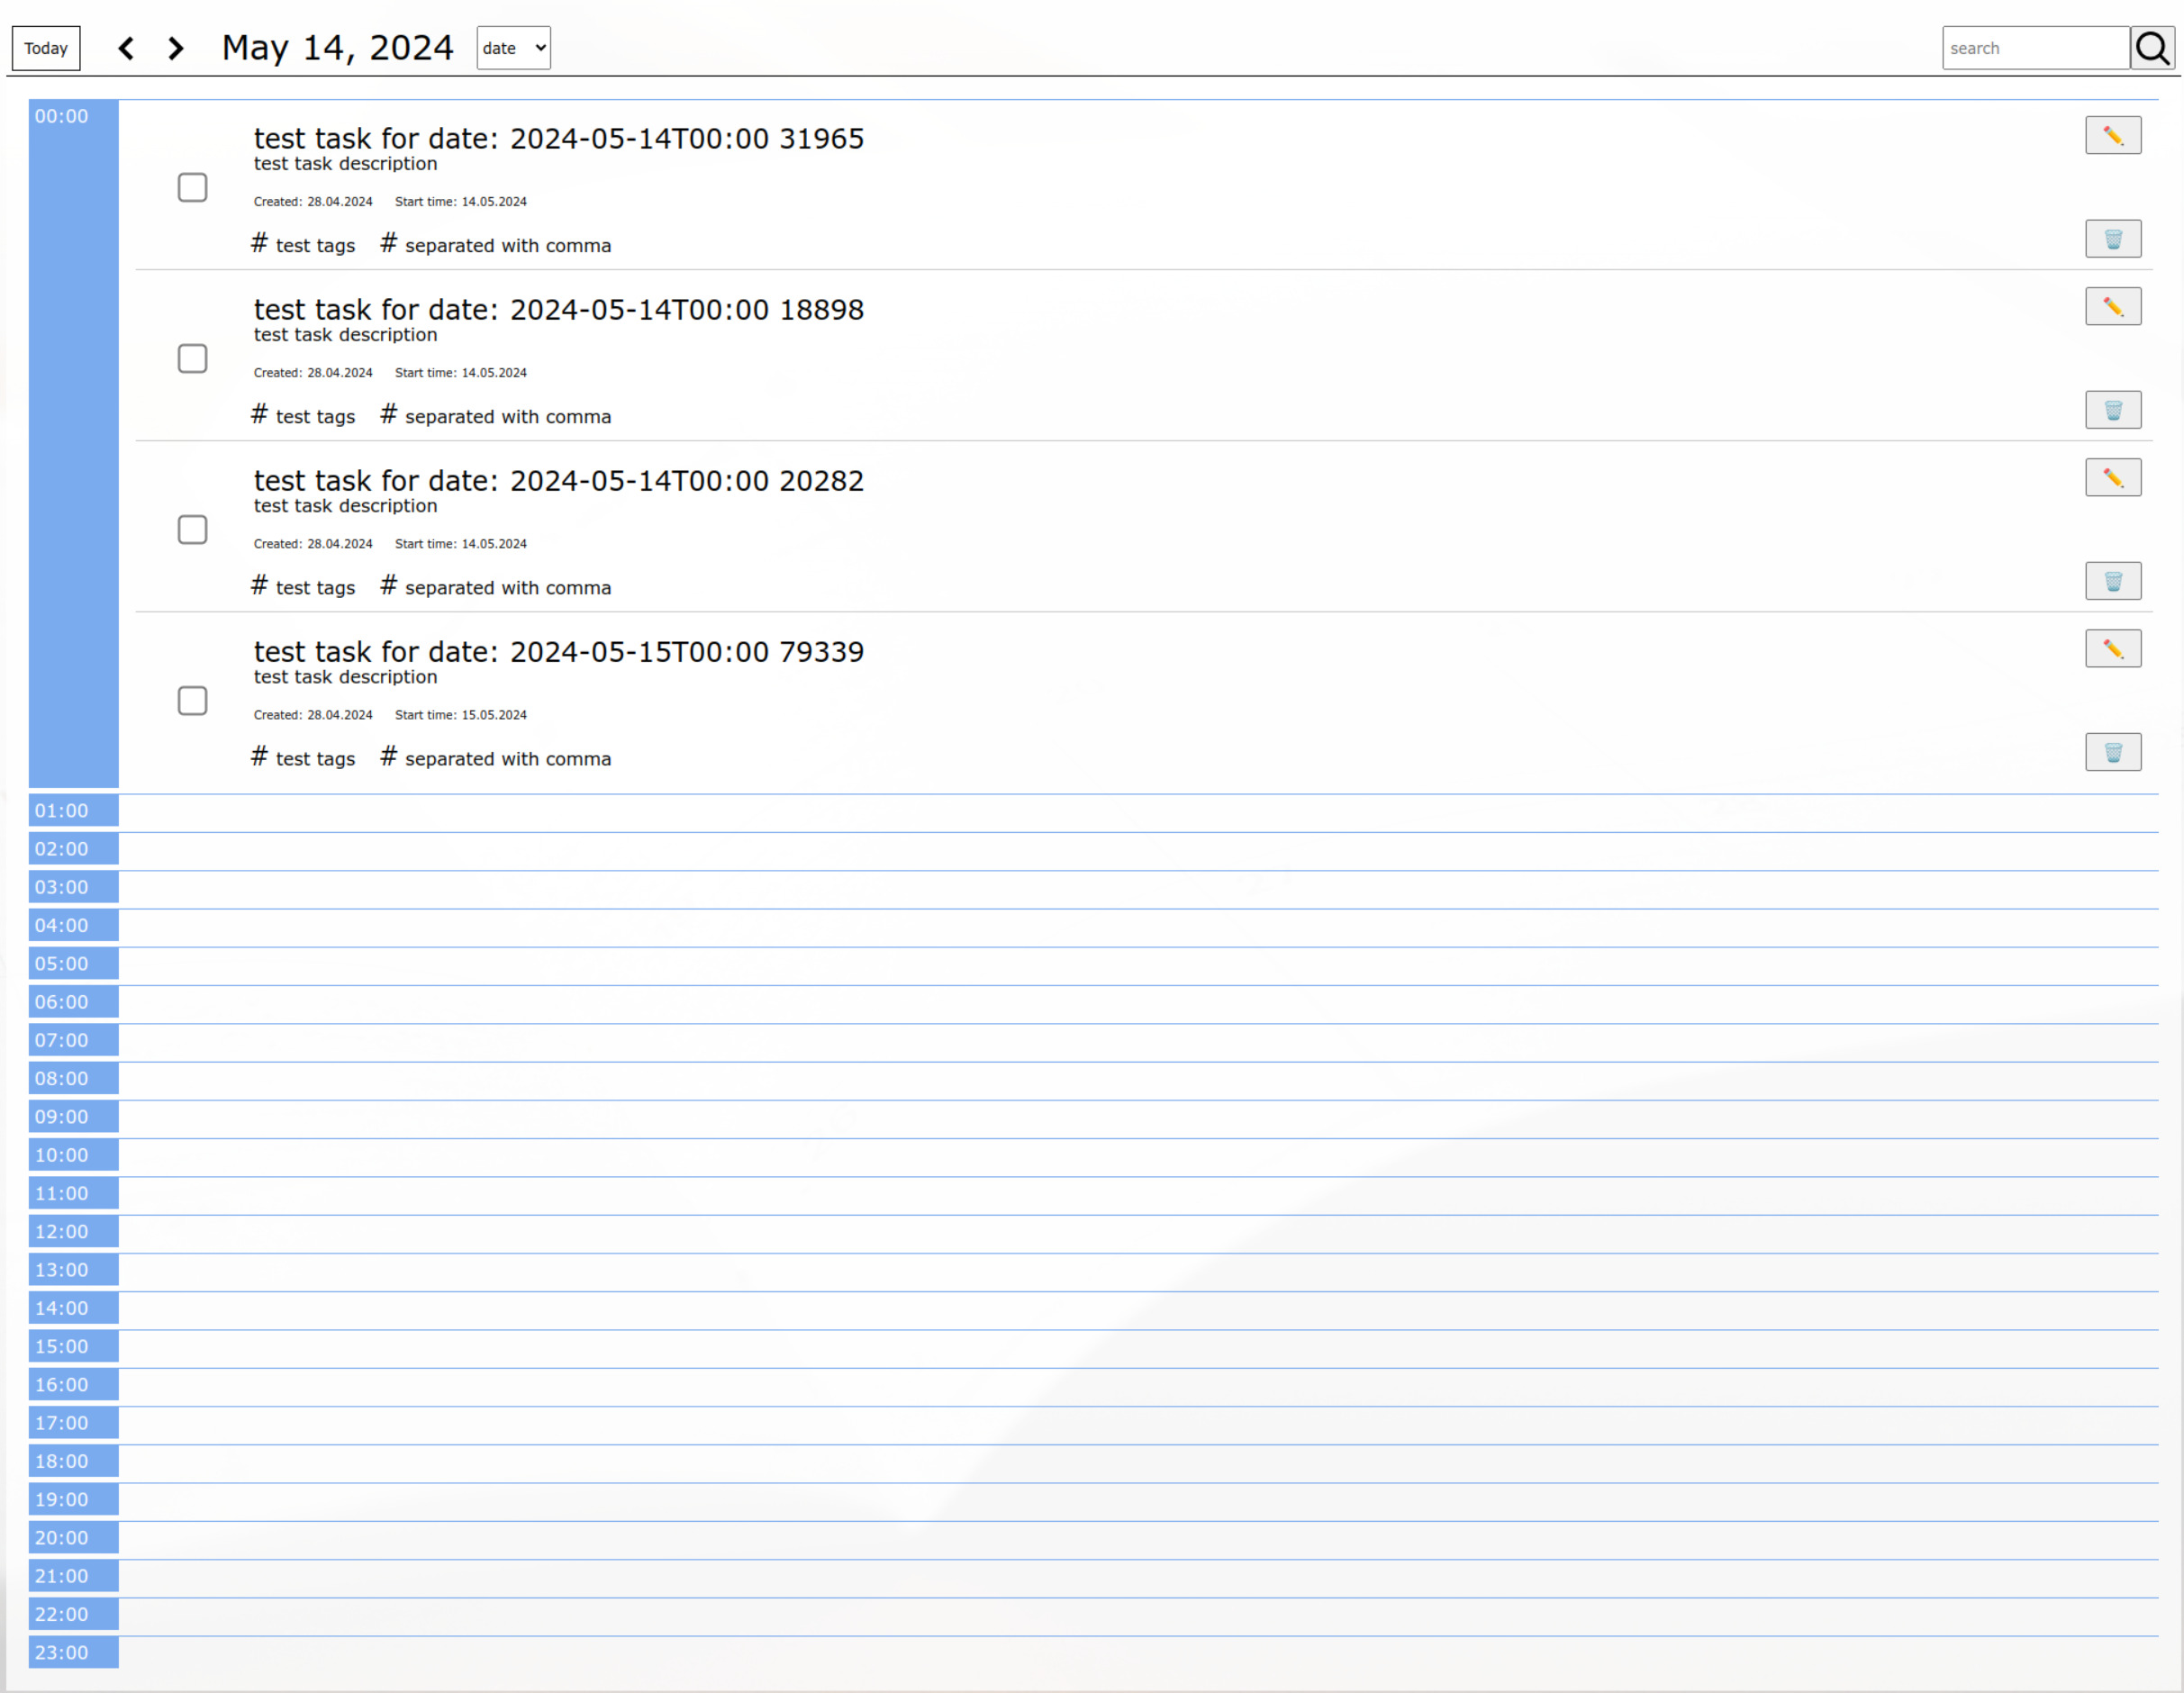 Today May 14, 2024 date search
00:00
test task for date: 2024-05-14T00:00 31965
test task description
Created: 28.04.2024 Start time: 14.05.2024
# test tags # separated with comma
test task for date: 2024-05-14T00:00 18898
test task description
Created: 28.04.2024 Start time: 14.05.2024
# test tags # separated with comma
test task for date: 2024-05-14T00:00 20282
test task description
Created: 28.04.2024 Start time: 14.05.2024
# test tags # separated with comma
test task for date: 2024-05-15T00:00 79339
test task description
Created: 28.04.2024 Start time: 15.05.2024
# test tags # separated with comma
01:00
02:00
03:00
04:00
05:00
06:00
07:00
08:00
09:00
10:00
11:00
12:00
13:00
14:00
15:00
16:00
17:00
18:00
19:00
20:00
21:00
22:00
23:00